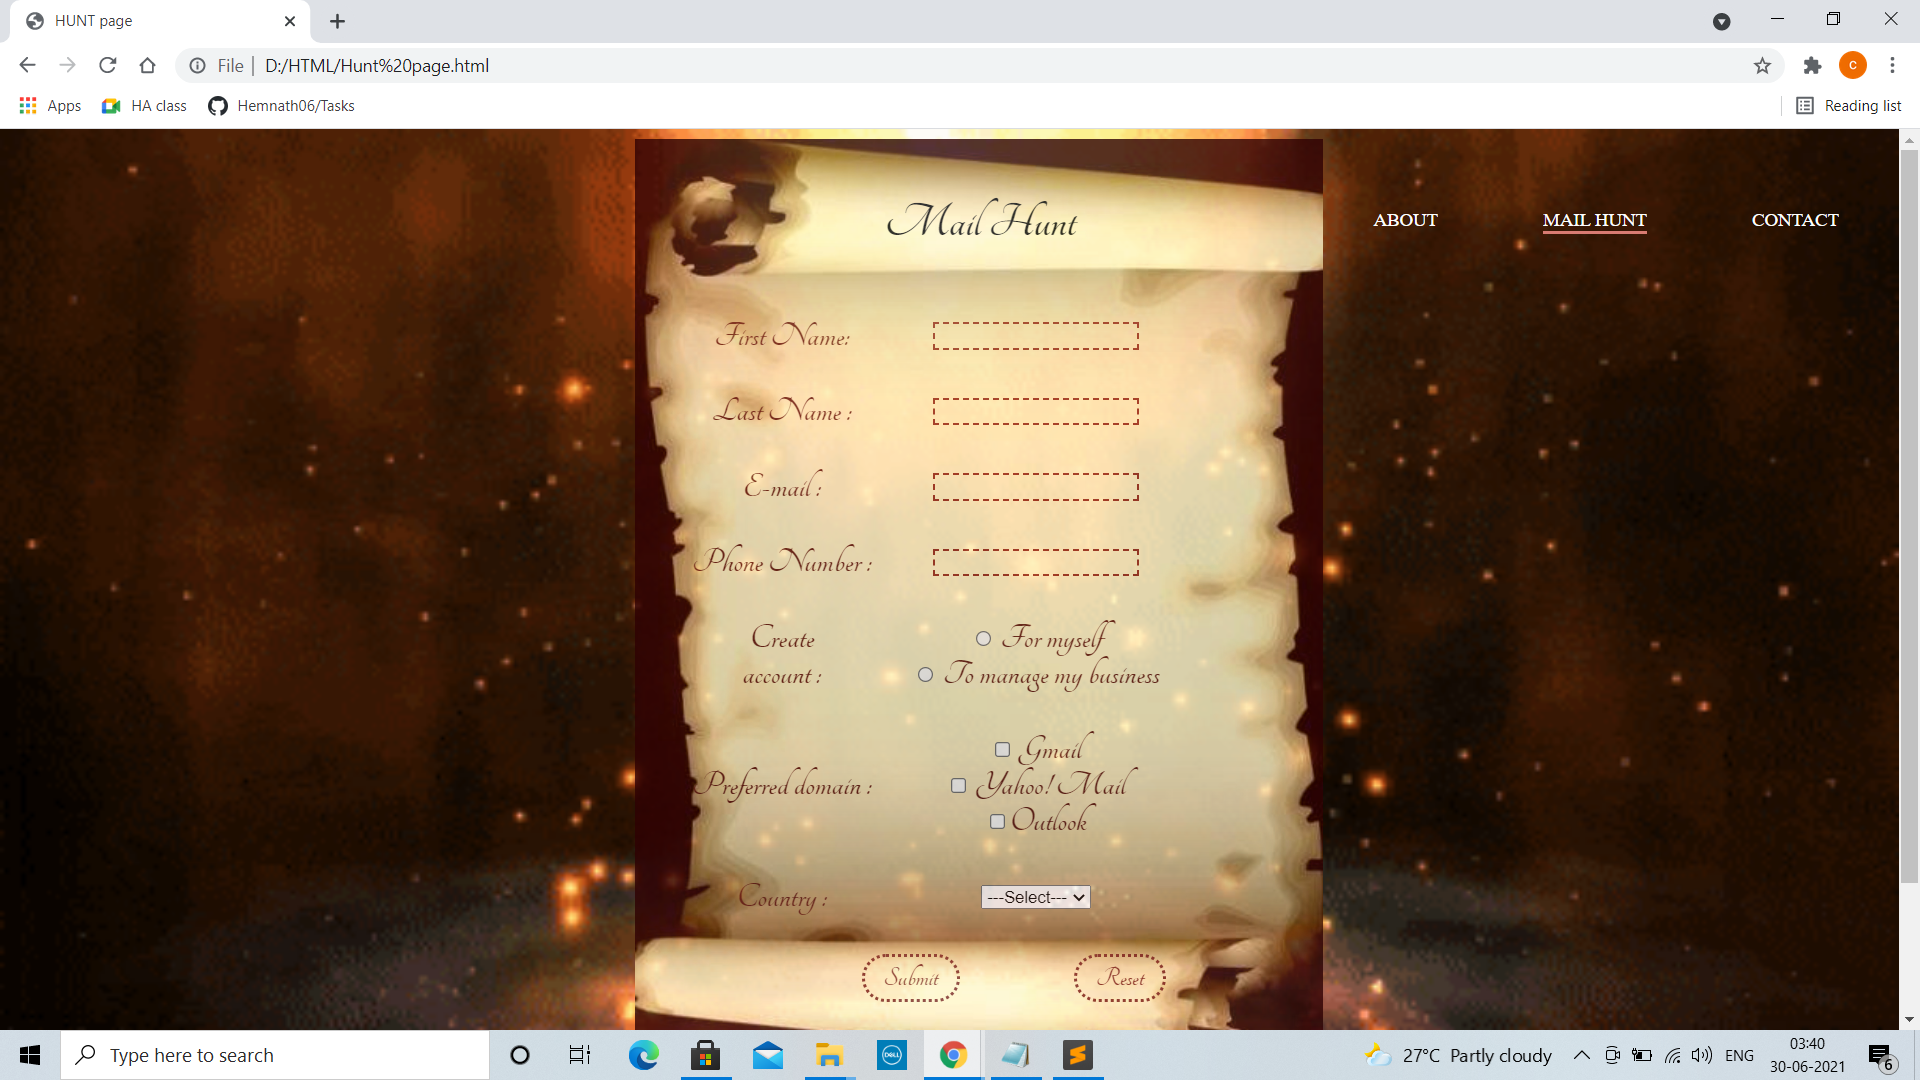 HUNT page
File
D:/HTML/Hunt%20page.html
c
Apps
HA class
Hemnath06/Tasks
Reading list
Mail Hunt
ABOUT
MAIL HUNT
CONTACT
First Name:
Last Name :
E-mail :
Phone Number :
Create
account :
For myself
To manage my business
Preferred domain :
Gmail
Yahoo! Mail
Outlook
Country :
---Select---
Submit
Reset
Type here to search
DELL
27°C Partly cloudy
ENG
03:40
30-06-2021
6